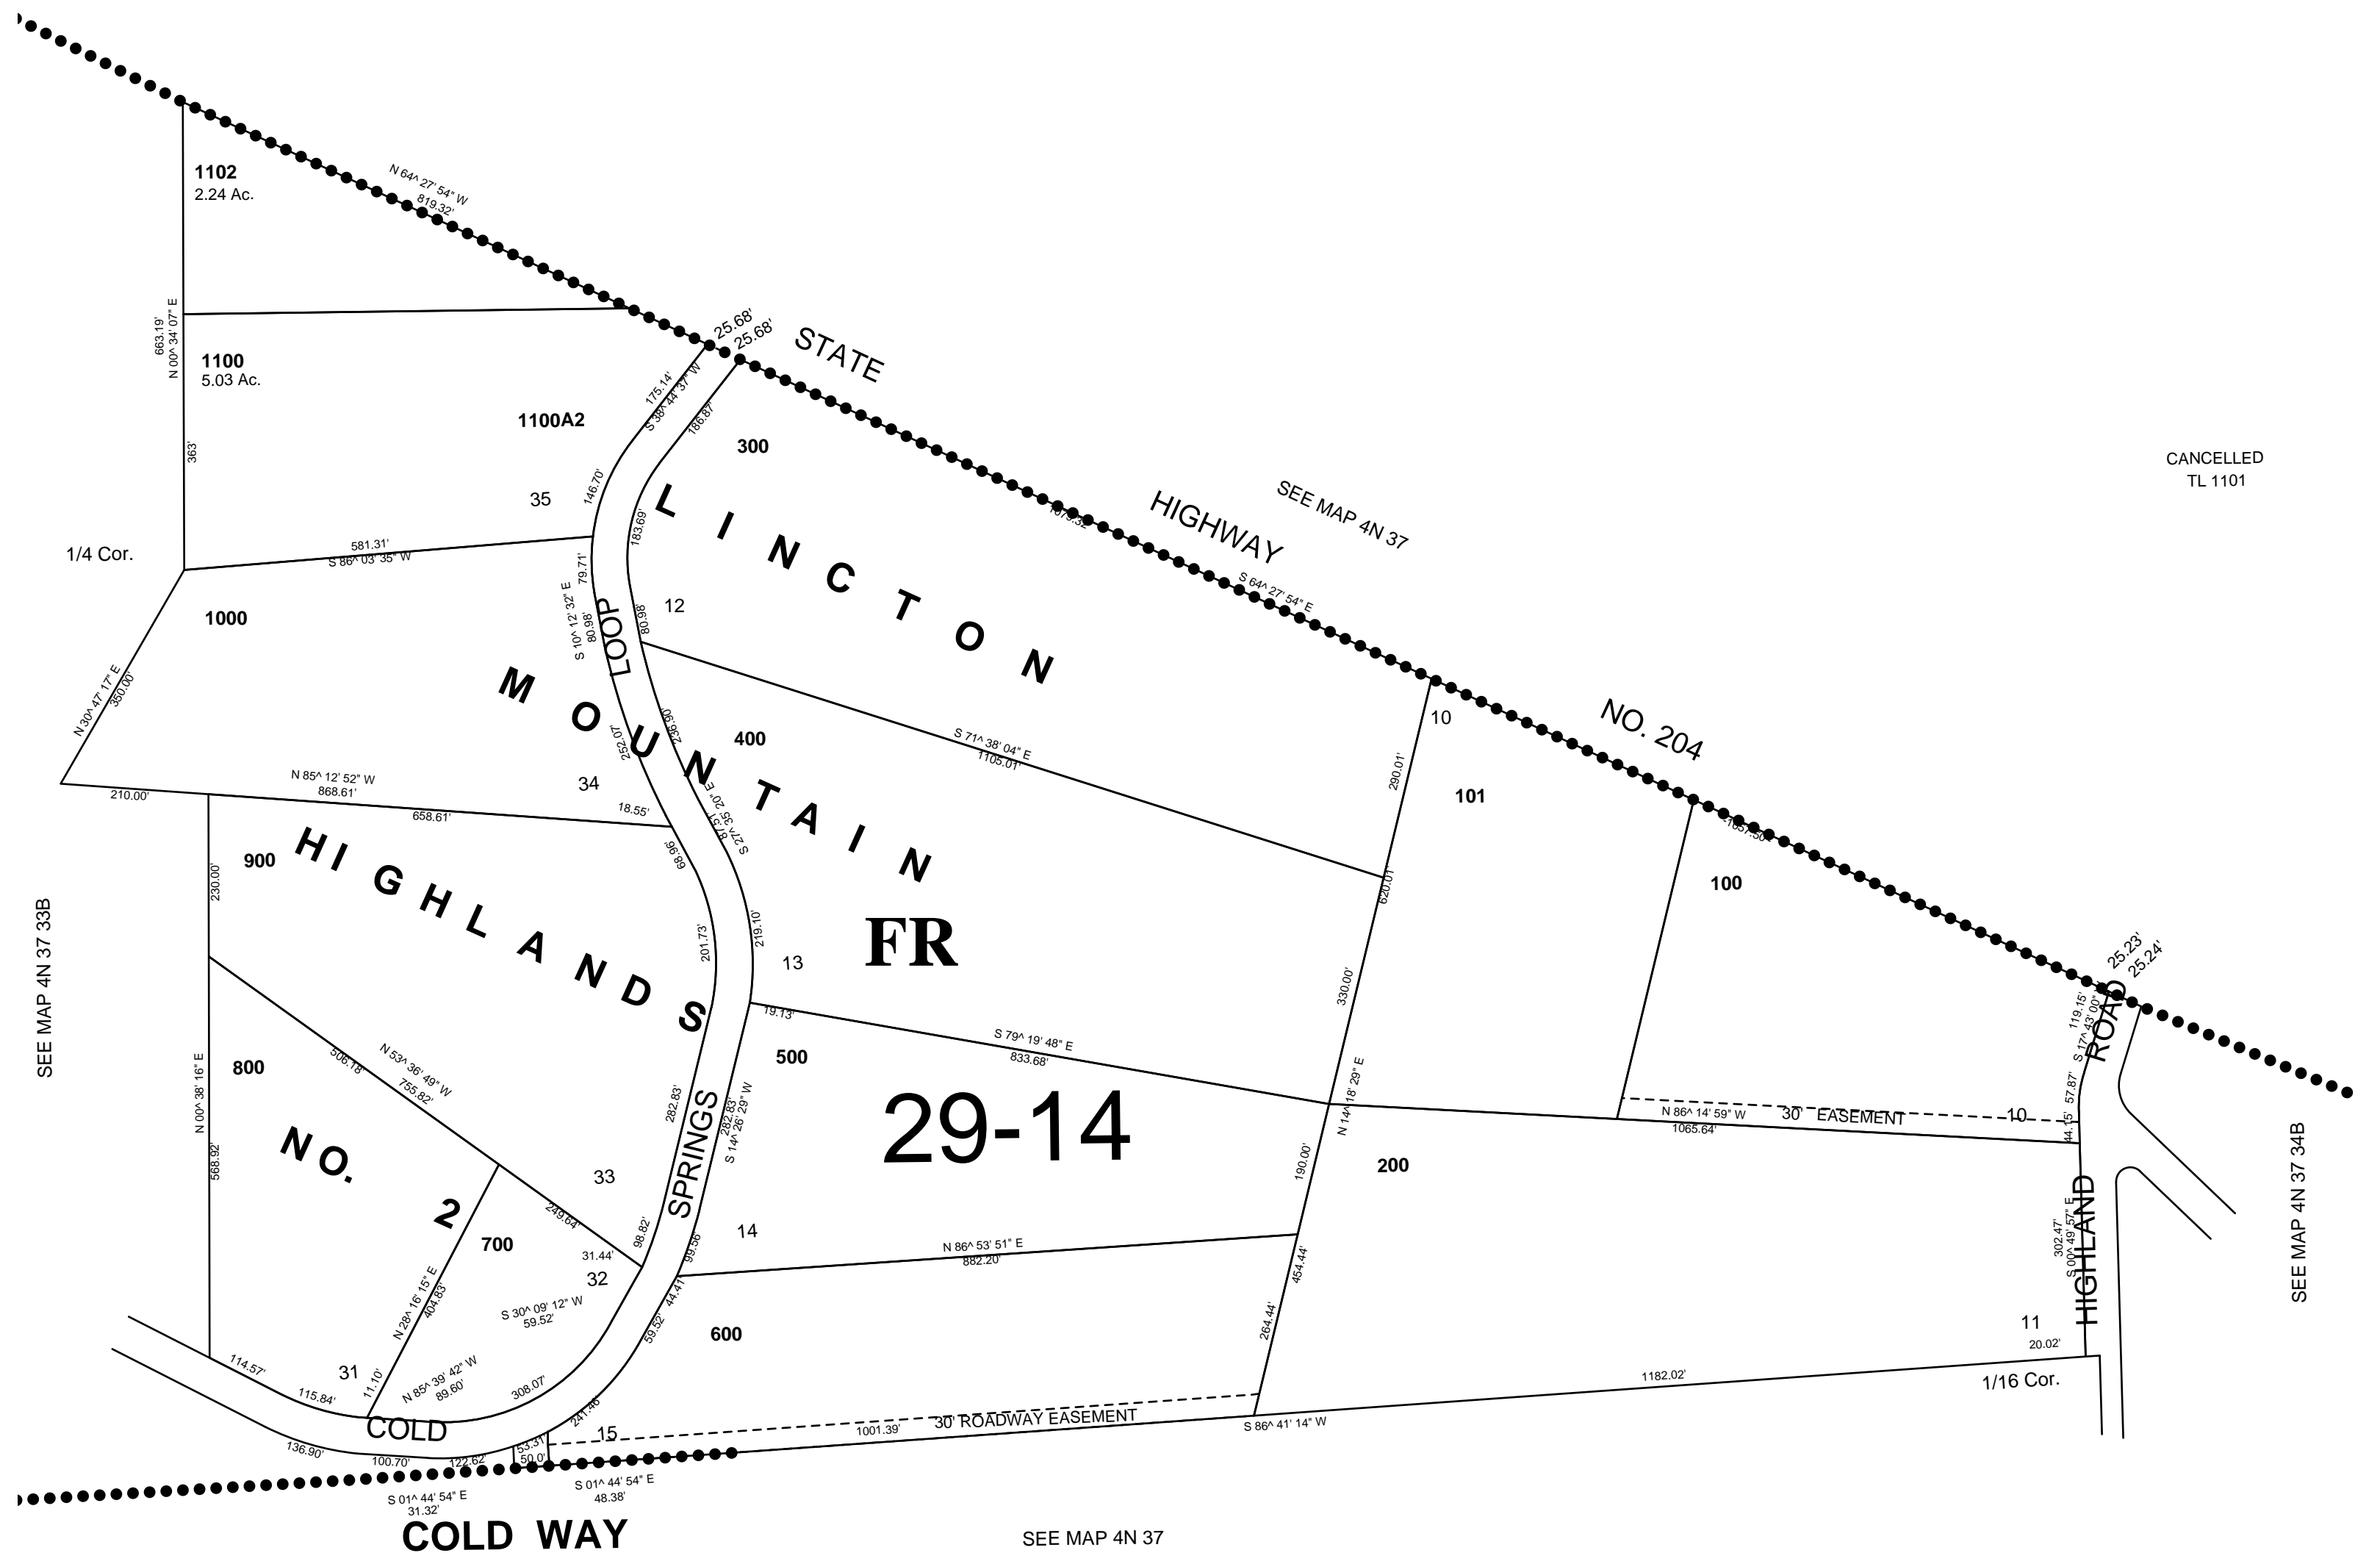 1102
2.24 Ac.
N 64^ 27' 54" W
819.32'
663.19'
N 00^ 34' 07" E
1100
5.03 Ac.
363'
25.68'
25.68'
STATE
175.14'
S 38^ 44' 37" W
186.87'
1100A2
300
35
146.70'
183.69'
LINCTON
1679.32'
HIGHWAY
SEE MAP 4N 37
CANCELLED
TL 1101
S 64^ 27' 54" E
1/4 Cor.
581.31'
S 86^ 03' 35" W
79.71'
S 10^ 12' 32" E
80.98'
80.98'
12
LOOP
1000
N 30^ 47' 17" E
350.00'
MOUNTAIN
252.07'
236.90'
400
S 71^ 38' 04" E
1105.01'
10
290.01'
NO. 204
101
34
N 85^ 12' 52" W
868.61'
210.00'
658.61'
18.55'
87.51'
S 27^ 35' 20" E
68.96'
1657.50'
100
620.01'
900
HIGHLANDS
230.00'
SEE MAP 4N 37 33B
201.73'
219.10'
13
FR
330.00'
25.23'
25.24'
119.15'
S 17^ 43' 00" W
ROAD
19.13'
S 79^ 19' 48" E
833.68'
500
800
506.18'
N 53^ 36' 49" W
755.82'
N 00^ 38' 16" E
568.92'
282.83'
SPRINGS
282.83'
S 14^ 26' 29" W
29-14
N 14^ 18' 29" E
57.87'
44.15'
N 86^ 14' 59" W
1065.64'
30' EASEMENT
10
200
190.00'
NO. 2
33
249.64'
700
31.44'
32
98.82'
99.56'
14
N 86^ 53' 51" E
882.20'
454.44'
264.44'
302.47'
S 00^ 49' 57" E
HIGHLAND
SEE MAP 4N 37 34B
44.41'
59.52'
N 28^ 16' 15" E
404.83'
S 30^ 09' 12" W
59.52'
600
11
20.02'
114.57'
115.84'
31
11.10'
N 85^ 39' 42" W
89.60'
308.07'
241.46'
COLD
136.90'
100.70'
122.62'
53.31'
50.0'
15
30' ROADWAY EASEMENT
1001.39'
1182.02'
S 86^ 41' 14" W
1/16 Cor.
S 01^ 44' 54" E
31.32'
S 01^ 44' 54" E
48.38'
COLD WAY
SEE MAP 4N 37